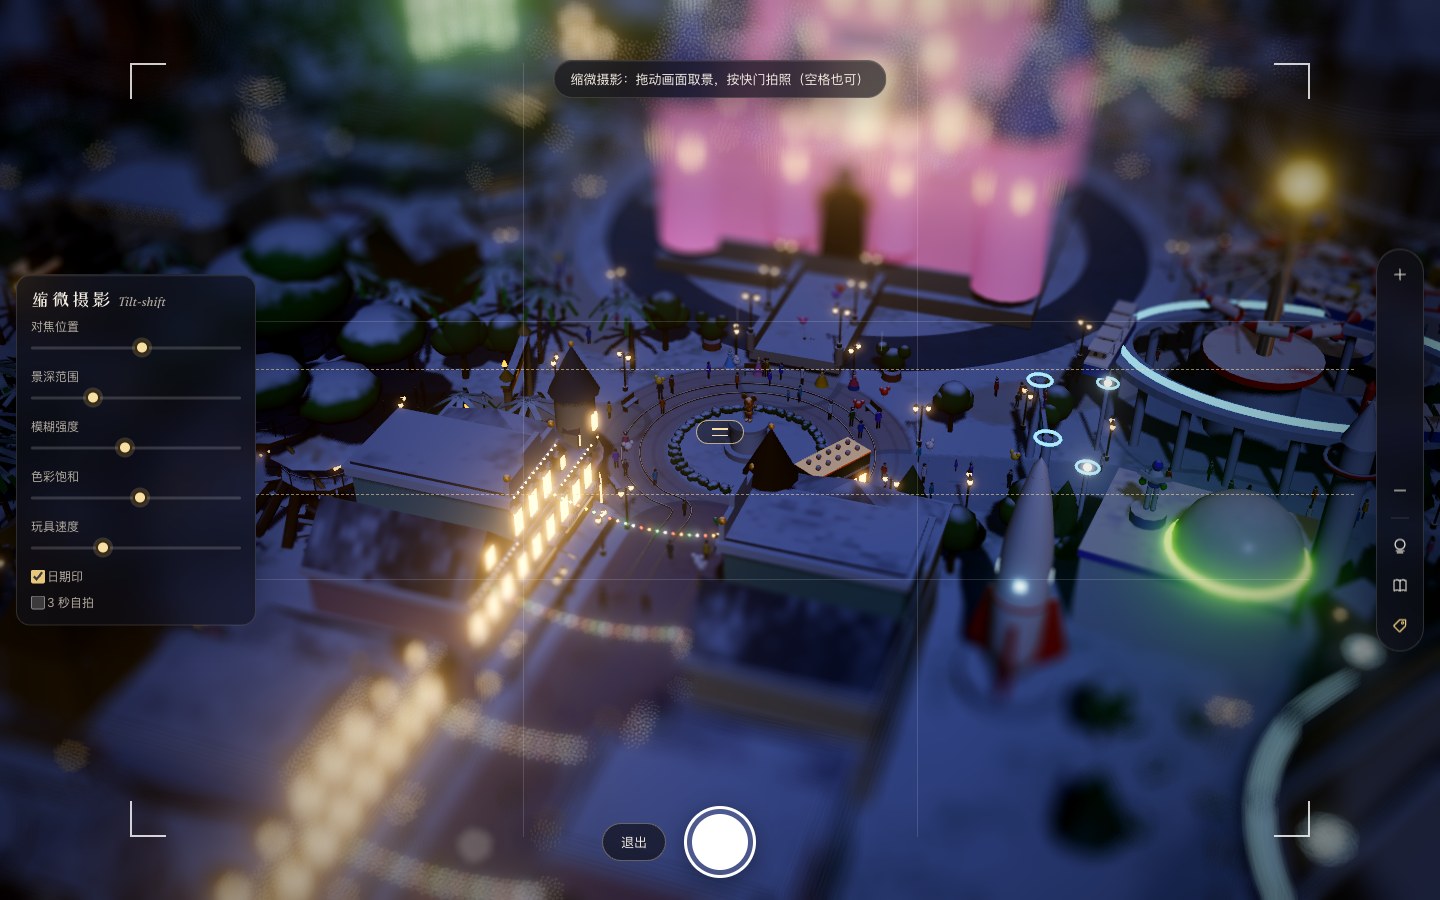 缩微摄影：拖动画面取景，按快门拍照（空格也可）
缩微摄影 Tilt-shift
对焦位置
景深范围
模糊强度
色彩饱和
玩具速度
日期印
3 秒自拍
退出